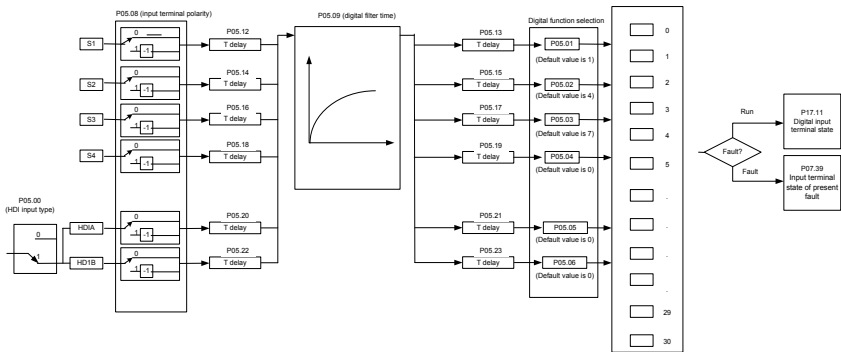 P05.00
(HDI input type)
0
1
P05.08 (input terminal polarity)
S1
0
1
-1
S2
0
1
-1
S3
0
1
-1
S4
0
1
-1
HDIA
0
1
-1
HD1B
0
1
-1
P05.12
T delay
P05.14
T delay
P05.16
T delay
P05.18
T delay
P05.20
T delay
P05.22
T delay
P05.09 (digital filter time)
P05.13
T delay
P05.15
T delay
P05.17
T delay
P05.19
T delay
P05.21
T delay
P05.23
T delay
Digital function selection
P05.01
(Default value is 1)
P05.02
(Default value is 4)
P05.03
(Default value is 7)
P05.04
(Default value is 0)
P05.05
(Default value is 0)
P05.06
(Default value is 0)
0
1
2
3
4
5
.
.
.
.
29
30
Fault?
Run
Fault
P17.11
Digital input
terminal state
P07.39
Input terminal
state of present
fault